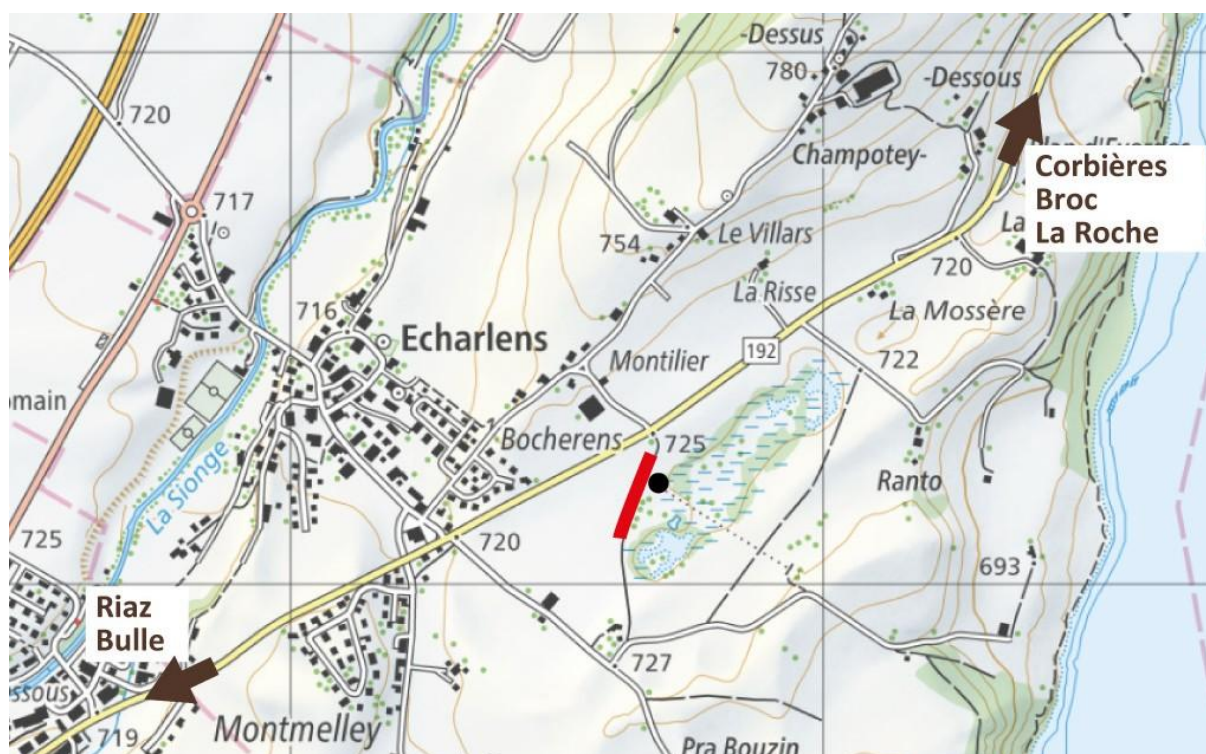 -Dessus
780
-Dessous
720
Champotey-
Corbières
Broc
La Roche
717
754
Le Villars
La
720
La Risse
La Mossère
716
Echarlens
Montilier
192
722
omain
Bocherens
725
La Sionge
Ranto
725
720
693
Riaz
Bulle
727
essous
Montmelley
719
Pra Bouzin